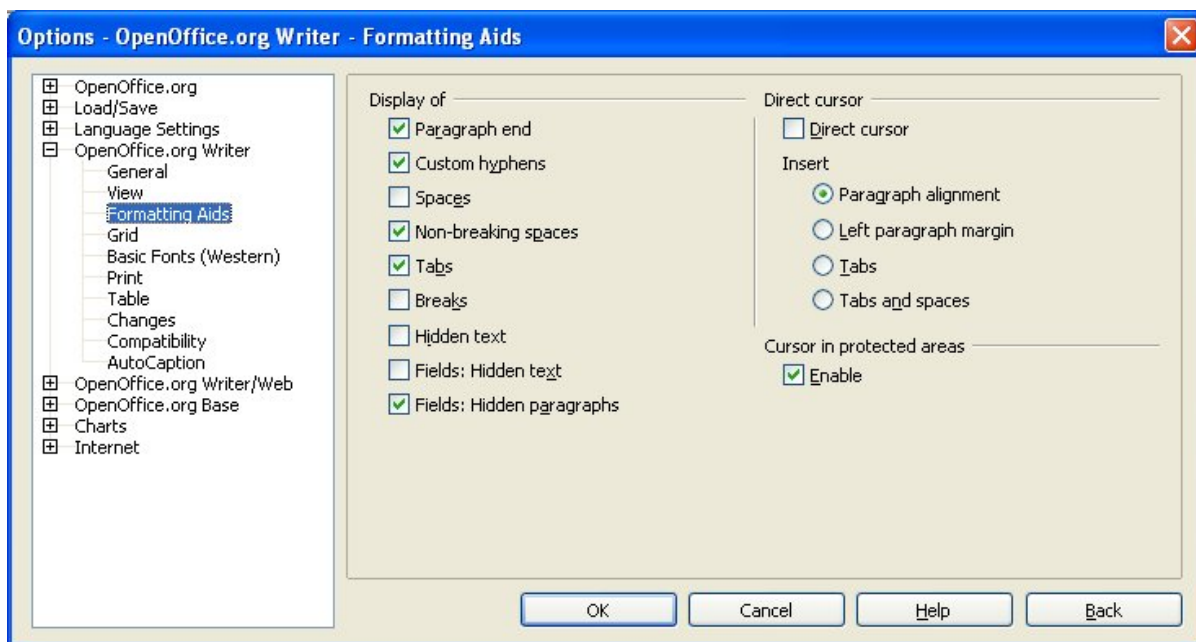 Options - OpenOffice.org Writer - Formatting Aids
OpenOffice.org
Load/Save
Language Settings
OpenOffice.org Writer
General
View
Formatting Aids
Grid
Basic Fonts (Western)
Print
Table
Changes
Compatibility
AutoCaption
OpenOffice.org Writer/Web
OpenOffice.org Base
Charts
Internet
Display of
Paragraph end
Custom hyphens
Spaces
Non-breaking spaces
Tabs
Breaks
Hidden text
Fields: Hidden text
Fields: Hidden paragraphs
Direct cursor
Direct cursor
Insert
Paragraph alignment
Left paragraph margin
Tabs
Tabs and spaces
Cursor in protected areas
Enable
OK
Cancel
Help
Back